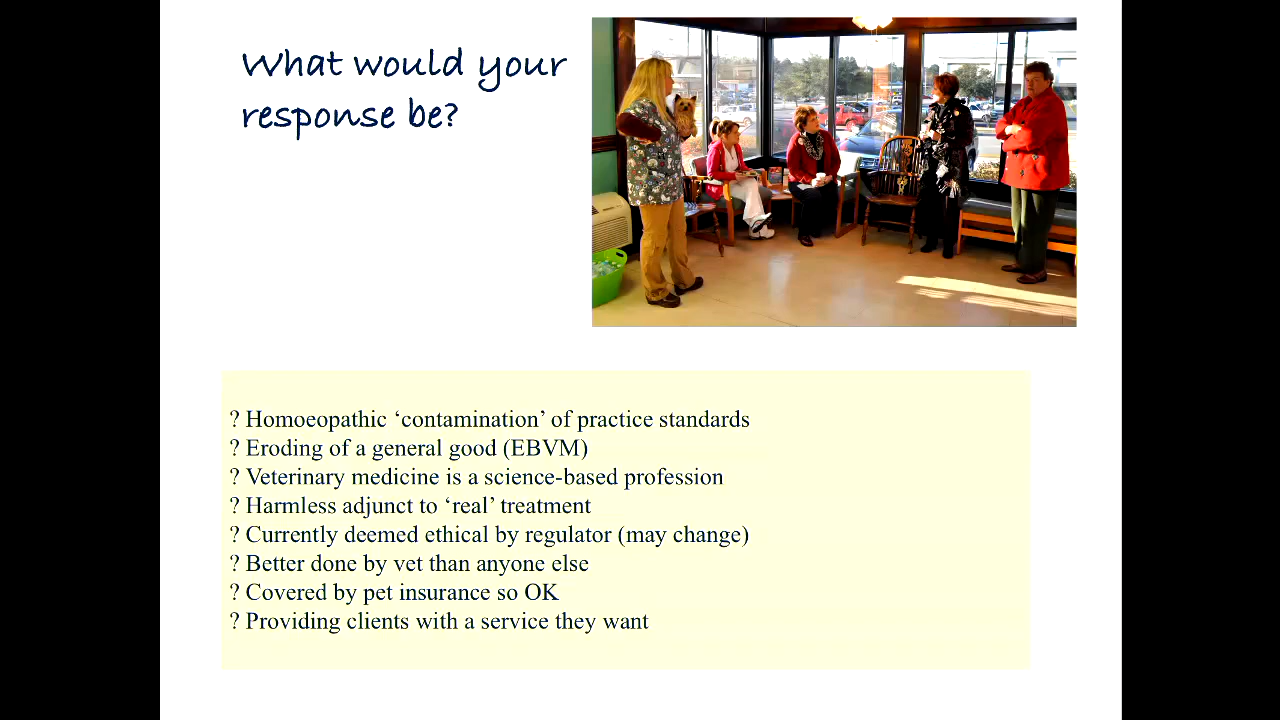 What would your
response be?
? Homoeopathic ‘contamination’ of practice standards
? Eroding of a general good (EBVM)
? Veterinary medicine is a science-based profession
? Harmless adjunct to ‘real’ treatment
? Currently deemed ethical by regulator (may change)
? Better done by vet than anyone else
? Covered by pet insurance so OK
? Providing clients with a service they want